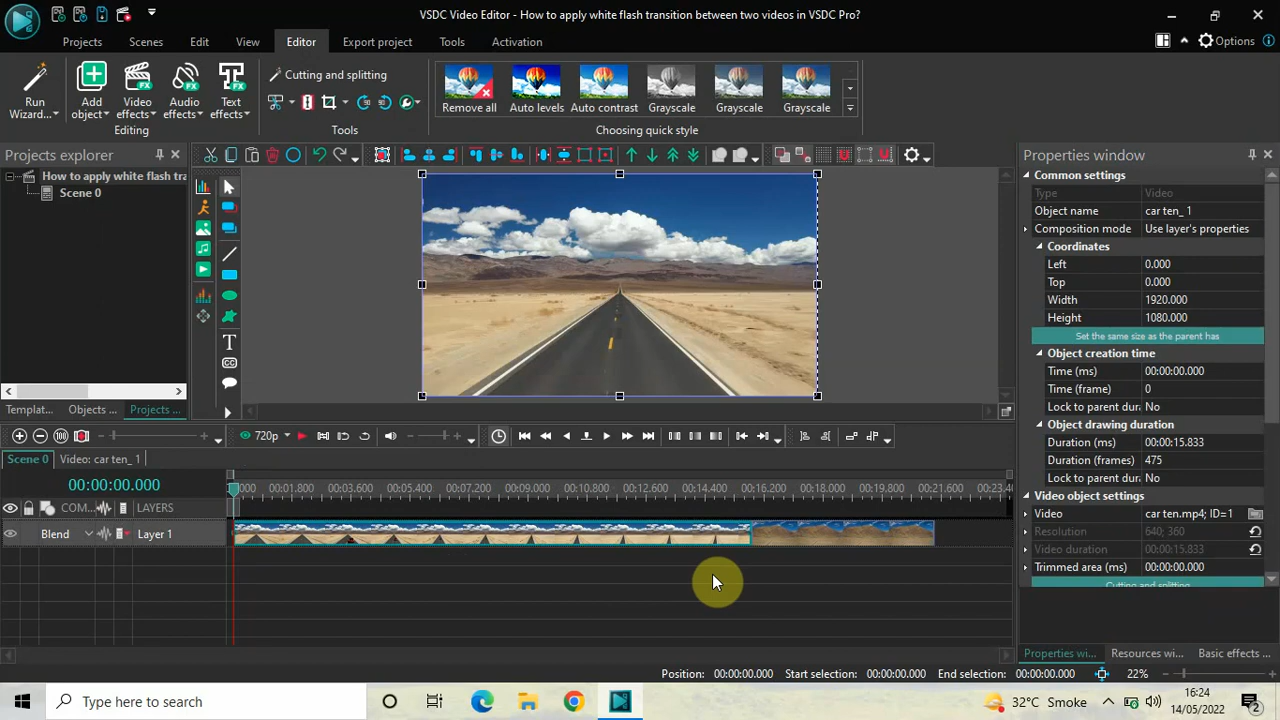 VSDC Video Editor - How to apply white flash transition between two videos in VSDC Pro?
Projects Scenes Edit View Editor Export project Tools Activation
Options
Run
Wizard...
Add
object
Video
effects
Audio
effects
Text
effects
Cutting and splitting
Remove all Auto levels Auto contrast Grayscale Grayscale Grayscale
Editing Tools Choosing quick style
Projects explorer
How to apply white flash tra
Scene 0
Templat... Objects ... Projects ...
T
CC
Properties window
Common settings
Type Video
Object name car ten_ 1
Composition mode Use layer's properties
Coordinates
Left 0.000
Top 0.000
Width 1920.000
Height 1080.000
Set the same size as the parent has
Object creation time
Time (ms) 00:00:00.000
Time (frame) 0
Lock to parent dura No
Object drawing duration
Duration (ms) 00:00:15.833
Duration (frames) 475
Lock to parent dura No
Video object settings
Video car ten.mp4; ID=1
Resolution 640; 360
Video duration 00:00:15.833
Trimmed area (ms) 00:00:00.000
Cutting and splitting
Properties wi... Resources wi... Basic effects ...
720p
Scene 0 Video: car ten_ 1
00:00:00.000
000 00:01.800 00:03.600 00:05.400 00:07.200 00:09.000 00:10.800 00:12.600 00:14.400 00:16.200 00:18.000 00:19.800 00:21.600 00:23.4
COM... LAYERS
Blend Layer 1
Position: 00:00:00.000 Start selection: 00:00:00.000 End selection: 00:00:00.000 22%
Type here to search
32°C Smoke
16:24
14/05/2022
2